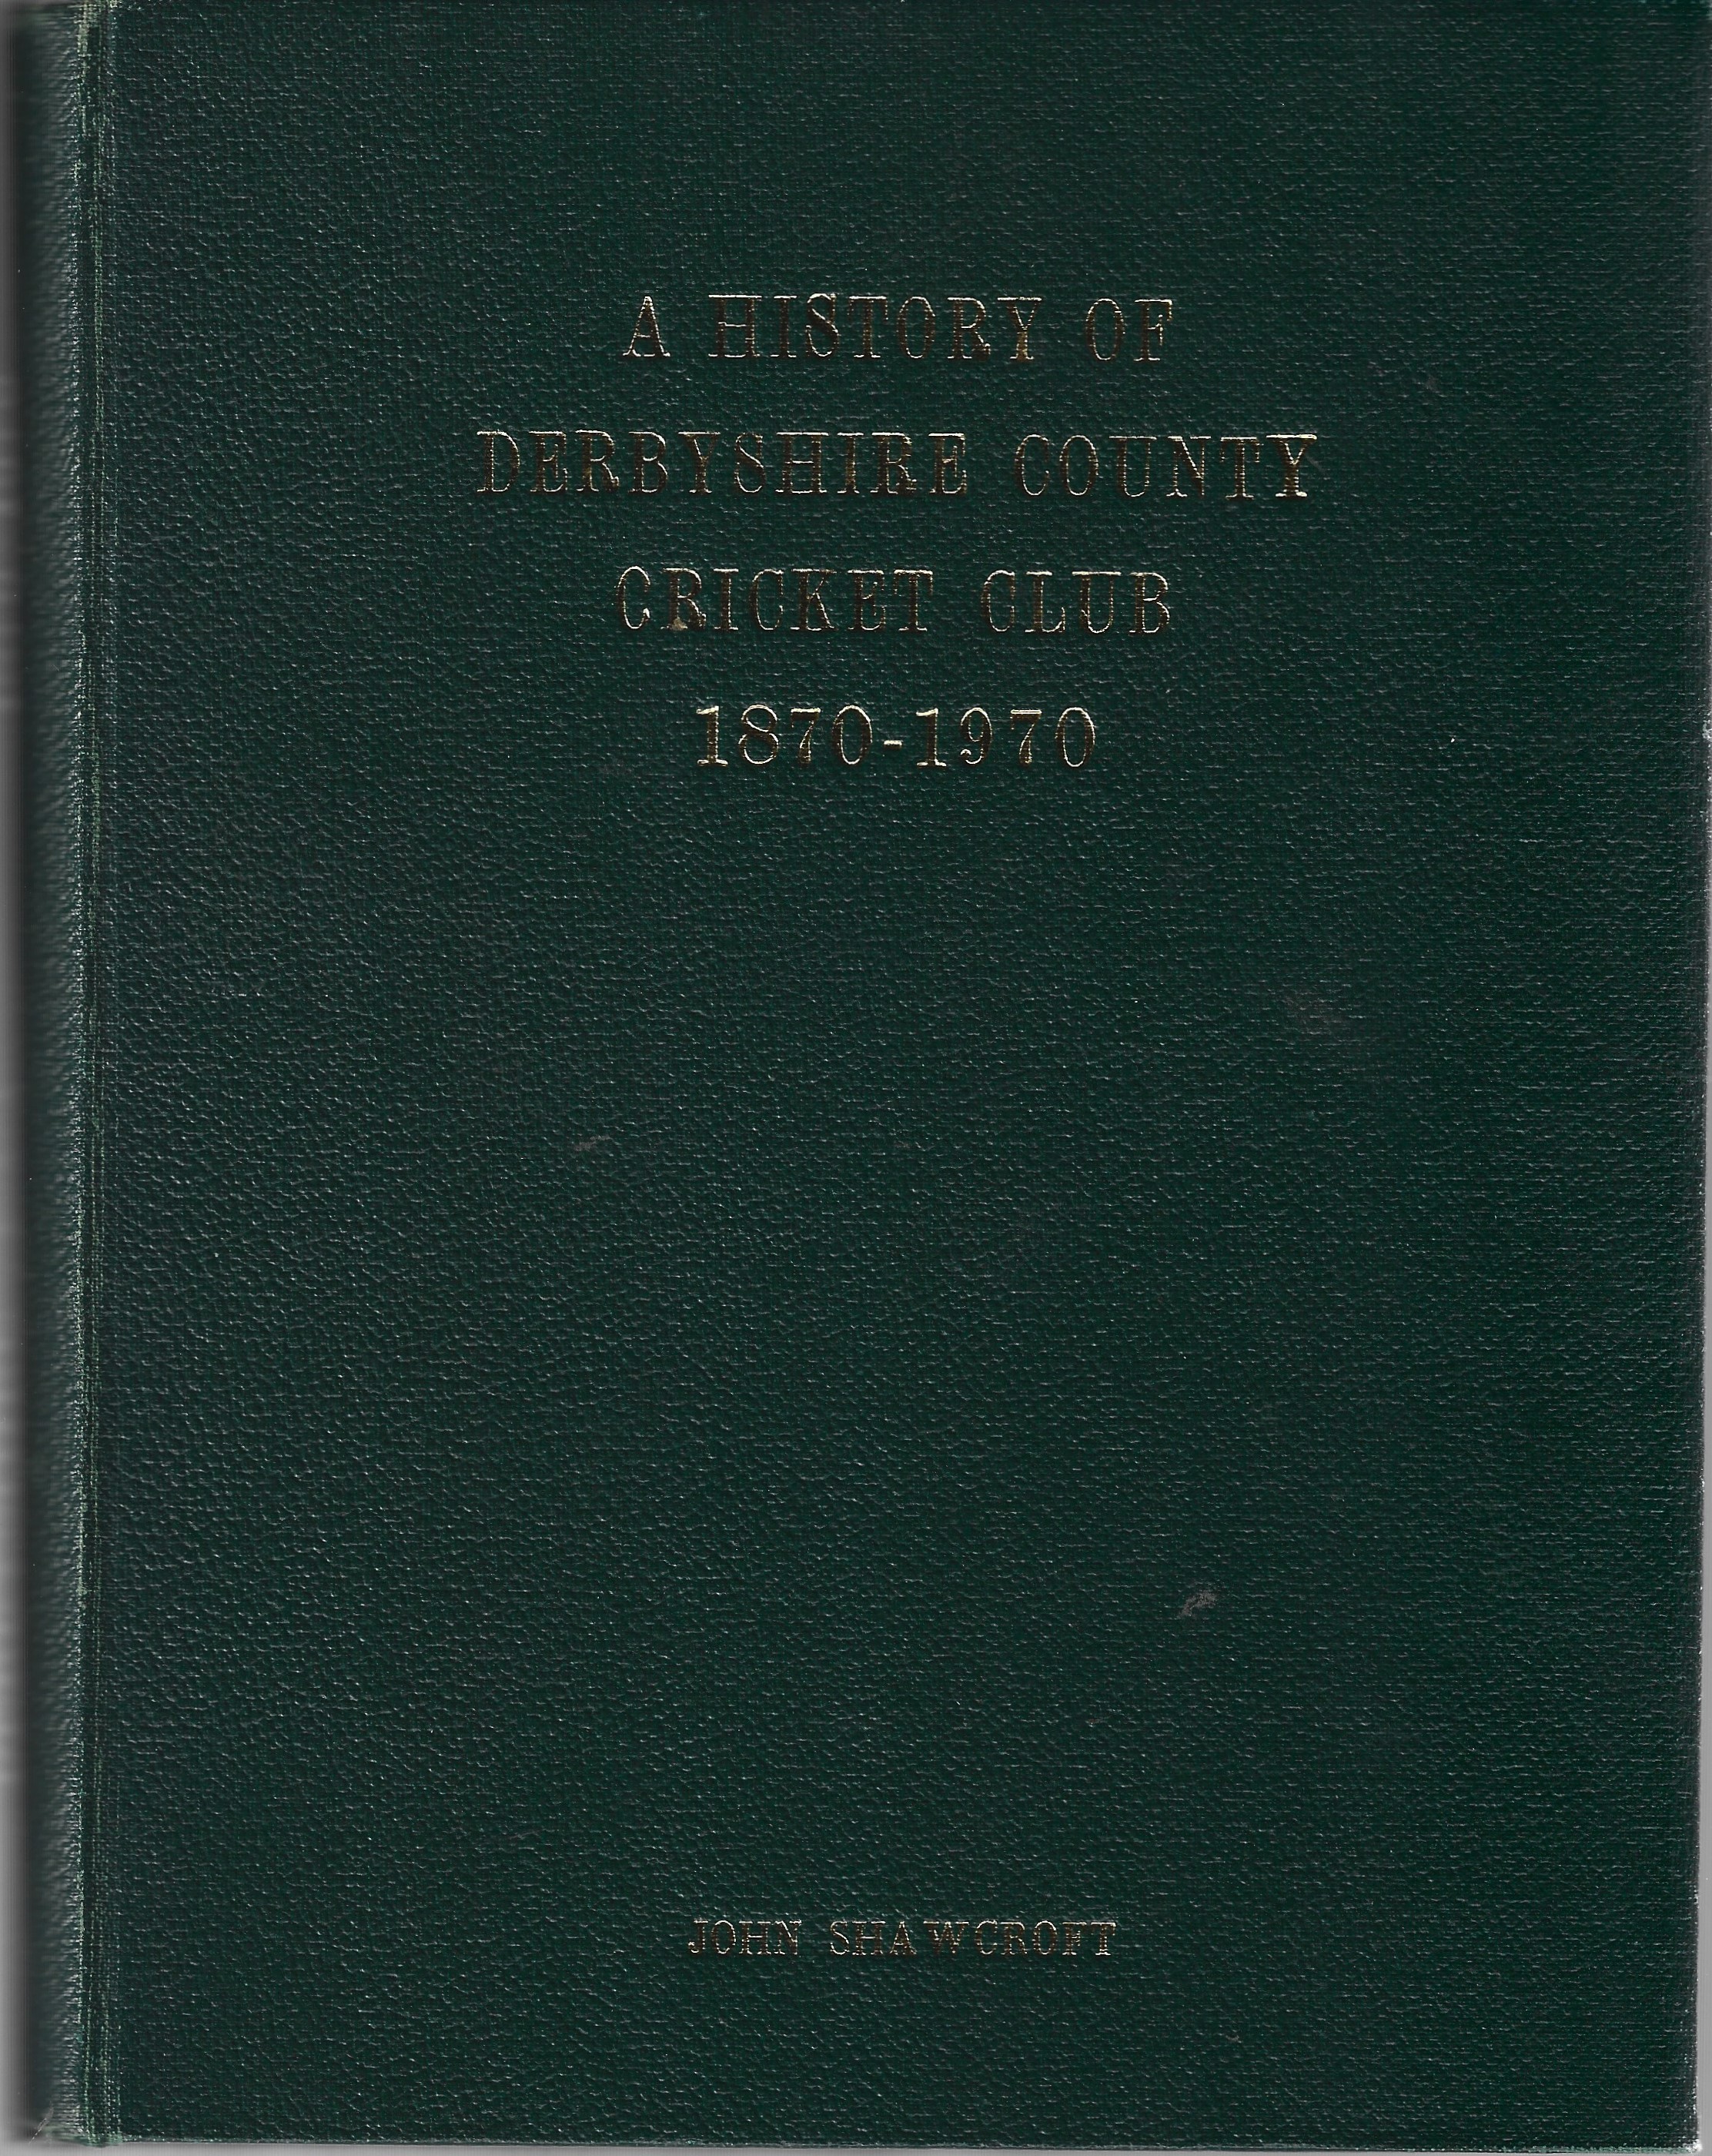 A HISTORY OF
DERBYSHIRE COUNTY
CRICKET CLUB
1870-1970
JOHN SHAWCROFT